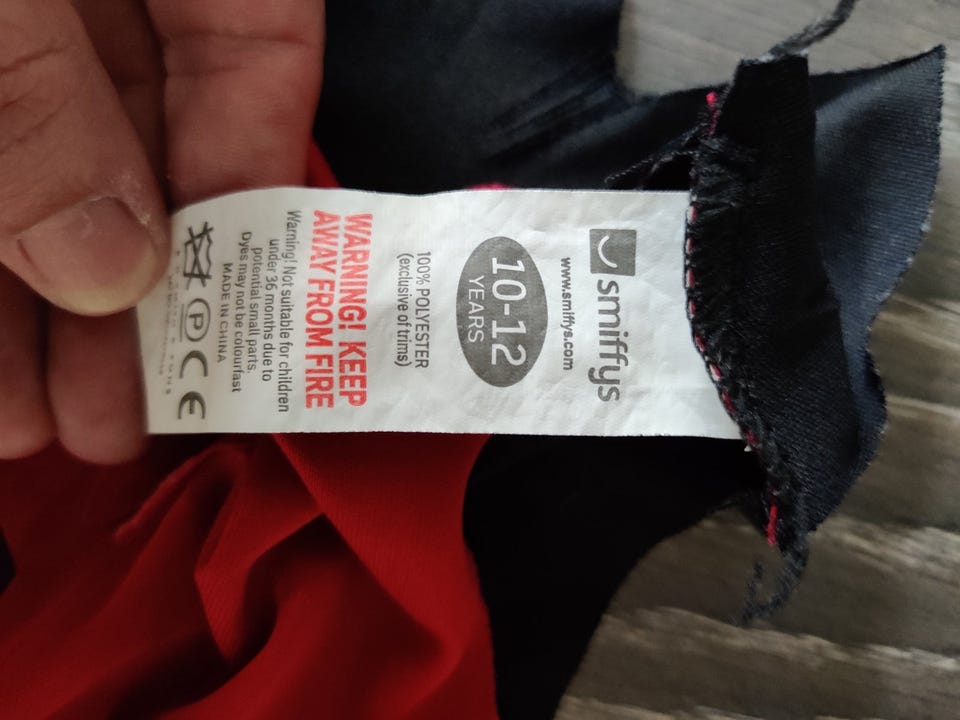 smiffys
www.smiffys.com
10-12
YEARS
100% POLYESTER
(exclusive of trims)
WARNING! KEEP
AWAY FROM FIRE
Warning! Not suitable for children
under 36 months due to
potential small parts.
Dyes may not be colourfast
MADE IN CHINA
P CE